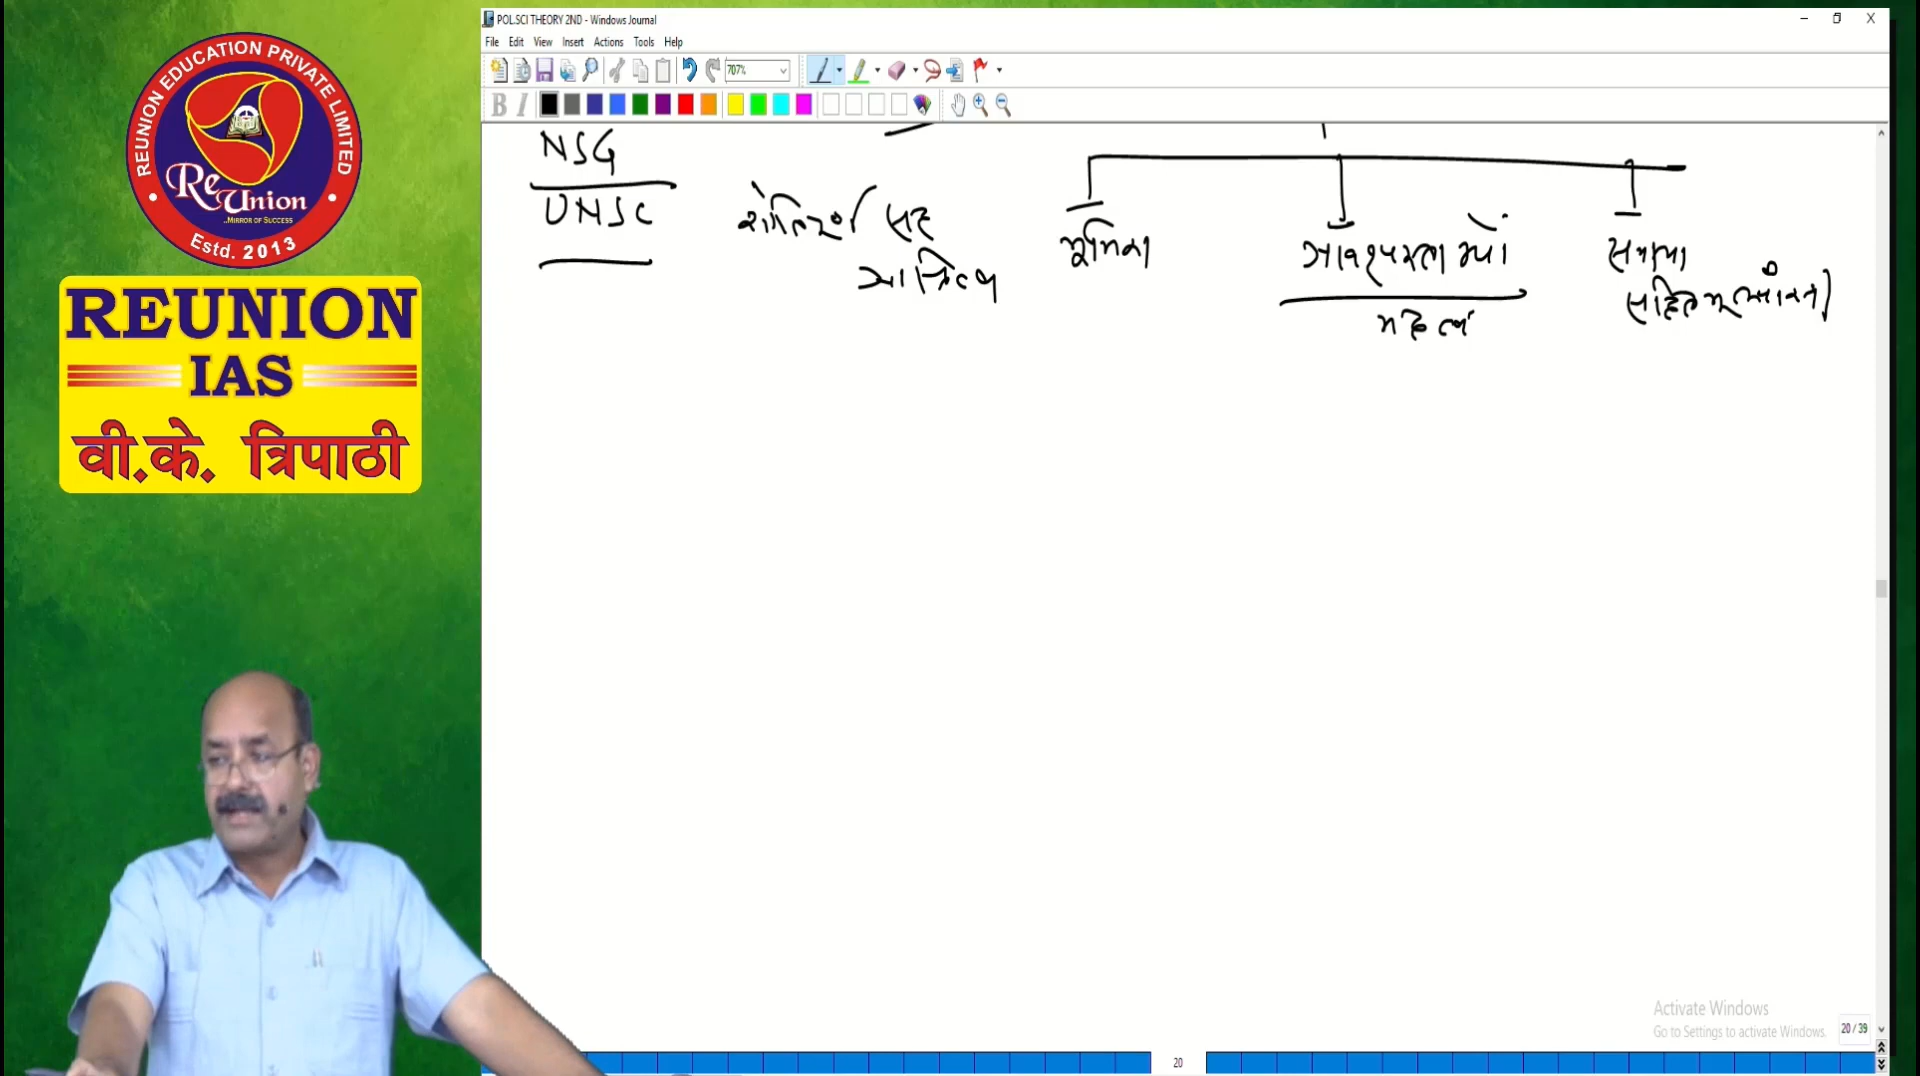 REUNION EDUCATION PRIVATE LIMITED
ReUnion
..MIRROR OF SUCCESS
Estd. 2013
REUNION
IAS
वी.के. त्रिपाठी
POL.SCI THEORY 2ND - Windows Journal
File Edit View Insert Actions Tools Help
707%
B I
NSG
UNSC
शांतिपूर्ण सह
अस्तित्व
भूमिका
आवश्यकता क्यों
महत्व
समस्या
सहित मूल्यांकन
Activate Windows
Go to Settings to activate Windows.
20 / 39
20